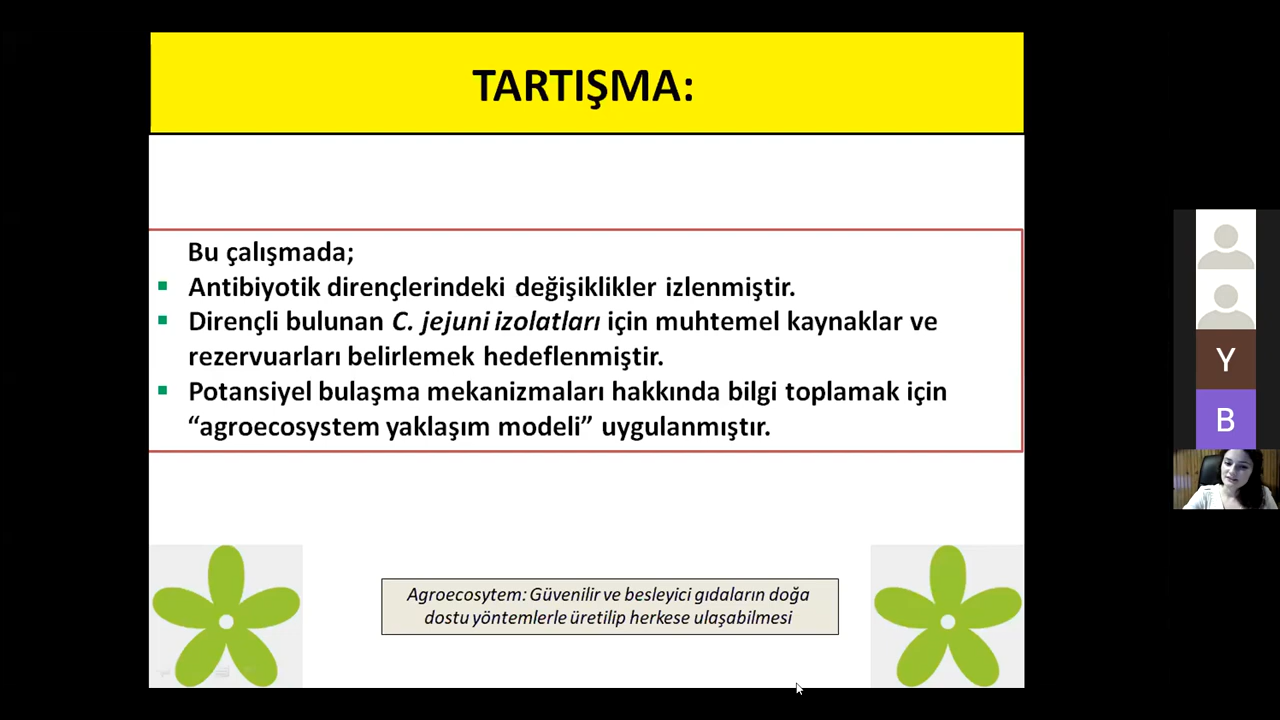 TARTIŞMA:
Bu çalışmada;
Antibiyotik dirençlerindeki değişiklikler izlenmiştir.
Dirençli bulunan C. jejuni izolatları için muhtemel kaynaklar ve
rezervuarları belirlemek hedeflenmiştir.
Potansiyel bulaşma mekanizmaları hakkında bilgi toplamak için
“agroecosystem yaklaşım modeli” uygulanmıştır.
Agroecosytem: Güvenilir ve besleyici gıdaların doğa
dostu yöntemlerle üretilip herkese ulaşabilmesi
Y
B